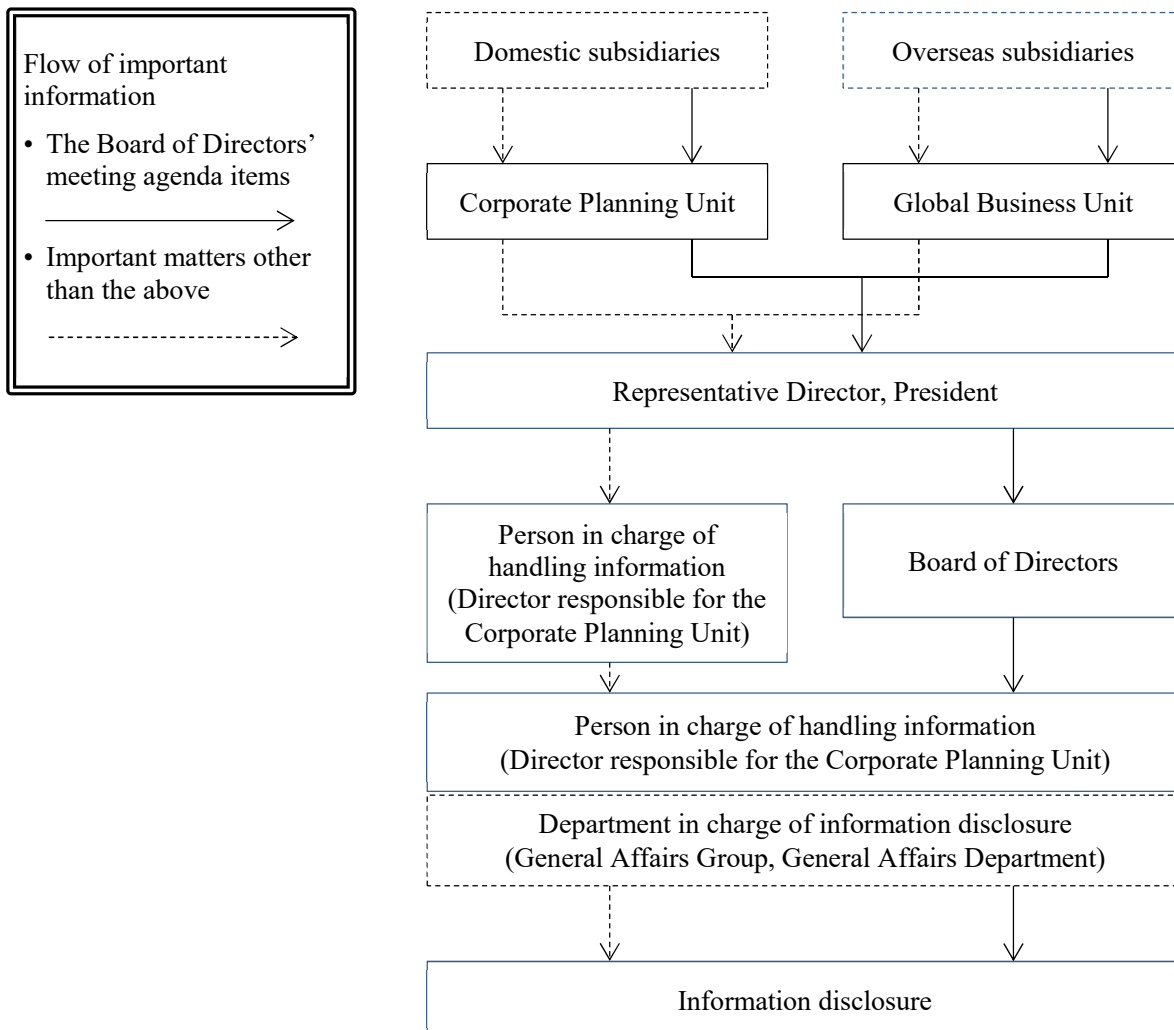 Flow of important
information
• The Board of Directors’
meeting agenda items
• Important matters other
than the above
Domestic subsidiaries
Overseas subsidiaries
Corporate Planning Unit
Global Business Unit
Representative Director, President
Person in charge of
handling information
(Director responsible for the
Corporate Planning Unit)
Board of Directors
Person in charge of handling information
(Director responsible for the Corporate Planning Unit)
Department in charge of information disclosure
(General Affairs Group, General Affairs Department)
Information disclosure